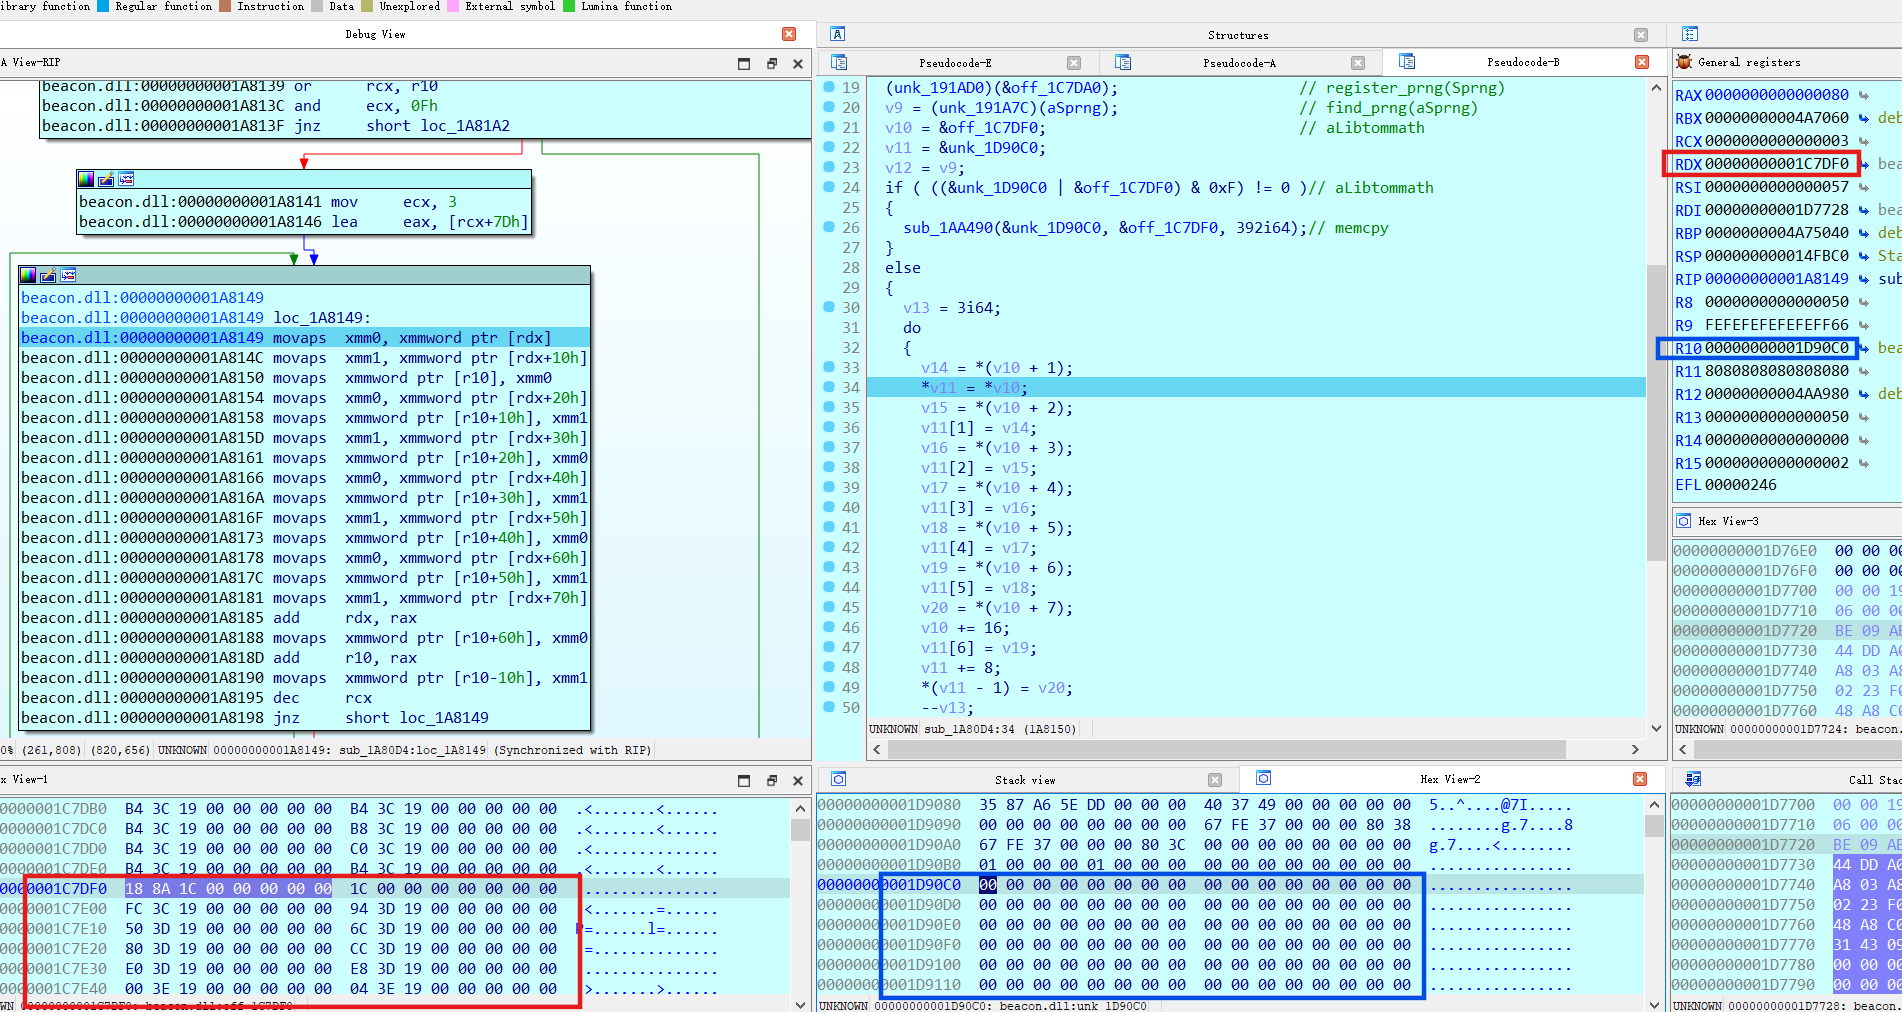 ibrary function Regular function Instruction Data Unexplored External symbol Lumina function
Debug View
A View-RIP
beacon.dll:00000000001A8139 or rcx, r10
beacon.dll:00000000001A813C and ecx, 0Fh
beacon.dll:00000000001A813F jnz short loc_1A81A2
beacon.dll:00000000001A8141 mov ecx, 3
beacon.dll:00000000001A8146 lea eax, [rcx+7Dh]
beacon.dll:00000000001A8149
beacon.dll:00000000001A8149 loc_1A8149:
beacon.dll:00000000001A8149 movaps xmm0, xmmword ptr [rdx]
beacon.dll:00000000001A814C movaps xmm1, xmmword ptr [rdx+10h]
beacon.dll:00000000001A8150 movaps xmmword ptr [r10], xmm0
beacon.dll:00000000001A8154 movaps xmm0, xmmword ptr [rdx+20h]
beacon.dll:00000000001A8158 movaps xmmword ptr [r10+10h], xmm1
beacon.dll:00000000001A815D movaps xmm1, xmmword ptr [rdx+30h]
beacon.dll:00000000001A8161 movaps xmmword ptr [r10+20h], xmm0
beacon.dll:00000000001A8166 movaps xmm0, xmmword ptr [rdx+40h]
beacon.dll:00000000001A816A movaps xmmword ptr [r10+30h], xmm1
beacon.dll:00000000001A816F movaps xmm1, xmmword ptr [rdx+50h]
beacon.dll:00000000001A8173 movaps xmmword ptr [r10+40h], xmm0
beacon.dll:00000000001A8178 movaps xmm0, xmmword ptr [rdx+60h]
beacon.dll:00000000001A817C movaps xmmword ptr [r10+50h], xmm1
beacon.dll:00000000001A8181 movaps xmm1, xmmword ptr [rdx+70h]
beacon.dll:00000000001A8185 add rdx, rax
beacon.dll:00000000001A8188 movaps xmmword ptr [r10+60h], xmm0
beacon.dll:00000000001A818D add r10, rax
beacon.dll:00000000001A8190 movaps xmmword ptr [r10-10h], xmm1
beacon.dll:00000000001A8195 dec rcx
beacon.dll:00000000001A8198 jnz short loc_1A8149
0% (261,808) (820,656) UNKNOWN 00000000001A8149: sub_1A80D4:loc_1A8149 (Synchronized with RIP)
Structures
Pseudocode-E Pseudocode-A Pseudocode-B
19 (unk_191AD0)(&off_1C7DA0); // register_prng(Sprng)
20 v9 = (unk_191A7C)(aSprng); // find_prng(aSprng)
21 v10 = &off_1C7DF0; // aLibtommath
22 v11 = &unk_1D90C0;
23 v12 = v9;
24 if ( ((&unk_1D90C0 | &off_1C7DF0) & 0xF) != 0 )// aLibtommath
25 {
26 sub_1AA490(&unk_1D90C0, &off_1C7DF0, 392i64);// memcpy
27 }
28 else
29 {
30 v13 = 3i64;
31 do
32 {
33 v14 = *(v10 + 1);
34 *v11 = *v10;
35 v15 = *(v10 + 2);
36 v11[1] = v14;
37 v16 = *(v10 + 3);
38 v11[2] = v15;
39 v17 = *(v10 + 4);
40 v11[3] = v16;
41 v18 = *(v10 + 5);
42 v11[4] = v17;
43 v19 = *(v10 + 6);
44 v11[5] = v18;
45 v20 = *(v10 + 7);
46 v10 += 16;
47 v11[6] = v19;
48 v11 += 8;
49 *(v11 - 1) = v20;
50 --v13;
UNKNOWN sub_1A80D4:34 (1A8150)
General registers
RAX 0000000000000080
RBX 00000000004A7060 deb
RCX 0000000000000003
RDX 00000000001C7DF0 bea
RSI 0000000000000057
RDI 00000000001D7728 bea
RBP 0000000004A75040 deb
RSP 000000000014FBC0 Sta
RIP 00000000001A8149 sub
R8 0000000000000050
R9 FEFEFEFEFEFEFF66
R10 00000000001D90C0 bea
R11 8080808080808080
R12 00000000004AA980 deb
R13 0000000000000050
R14 0000000000000000
R15 0000000000000002
EFL 00000246
Hex View-3
00000000001D76E0 00 00 00
00000000001D76F0 00 00 00
00000000001D7700 00 00 19
00000000001D7710 06 00 00
00000000001D7720 BE 09 AE
00000000001D7730 44 DD A0
00000000001D7740 A8 03 A8
00000000001D7750 02 23 F0
00000000001D7760 48 A8 C0
UNKNOWN 00000000001D7724: beacon.
x View-1
0000001C7DB0 B4 3C 19 00 00 00 00 00 B4 3C 19 00 00 00 00 00 .<.......<......
0000001C7DC0 B4 3C 19 00 00 00 00 00 B8 3C 19 00 00 00 00 00 .<.......<......
0000001C7DD0 B4 3C 19 00 00 00 00 00 C0 3C 19 00 00 00 00 00 .<.......<......
0000001C7DE0 B4 3C 19 00 00 00 00 00 B4 3C 19 00 00 00 00 00 .<.......<......
0000001C7DF0 18 8A 1C 00 00 00 00 00 1C 00 00 00 00 00 00 00 ................
0000001C7E00 FC 3C 19 00 00 00 00 00 94 3D 19 00 00 00 00 00 .<.......=......
0000001C7E10 50 3D 19 00 00 00 00 00 6C 3D 19 00 00 00 00 00 P=......l=......
0000001C7E20 80 3D 19 00 00 00 00 00 CC 3D 19 00 00 00 00 00 .=.......=......
0000001C7E30 E0 3D 19 00 00 00 00 00 E8 3D 19 00 00 00 00 00
0000001C7E40 00 3E 19 00 00 00 00 00 04 3E 19 00 00 00 00 00 .>.......>......
WN 00000000001C7DF0: beacon.dll:off_1C7DF0
Stack view Hex View-2
00000000001D9080 35 87 A6 5E DD 00 00 00 40 37 49 00 00 00 00 00 5..^....@7I.....
00000000001D9090 00 00 00 00 00 00 00 00 67 FE 37 00 00 00 80 38 ........g.7....8
00000000001D90A0 67 FE 37 00 00 00 80 3C 00 00 00 00 00 00 00 00 g.7....<........
00000000001D90B0 01 00 00 00 01 00 00 00 00 00 00 00 00 00 00 00 ................
00000000001D90C0 00 00 00 00 00 00 00 00 00 00 00 00 00 00 00 00 ................
00000000001D90D0 00 00 00 00 00 00 00 00 00 00 00 00 00 00 00 00 ................
00000000001D90E0 00 00 00 00 00 00 00 00 00 00 00 00 00 00 00 00 ................
00000000001D90F0 00 00 00 00 00 00 00 00 00 00 00 00 00 00 00 00 ................
00000000001D9100 00 00 00 00 00 00 00 00 00 00 00 00 00 00 00 00 ................
00000000001D9110 00 00 00 00 00 00 00 00 00 00 00 00 00 00 00 00 ................
UNKNOWN 00000000001D90C0: beacon.dll:unk_1D90C0
Call Stac
00000000001D7700 00 00 19
00000000001D7710 06 00 00
00000000001D7720 BE 09 AE
00000000001D7730 44 DD A0
00000000001D7740 A8 03 A8
00000000001D7750 02 23 F0
00000000001D7760 48 A8 C0
00000000001D7770 31 43 09
00000000001D7780 00 00 00
00000000001D7790 00 00 00
UNKNOWN 00000000001D7728: beacon.